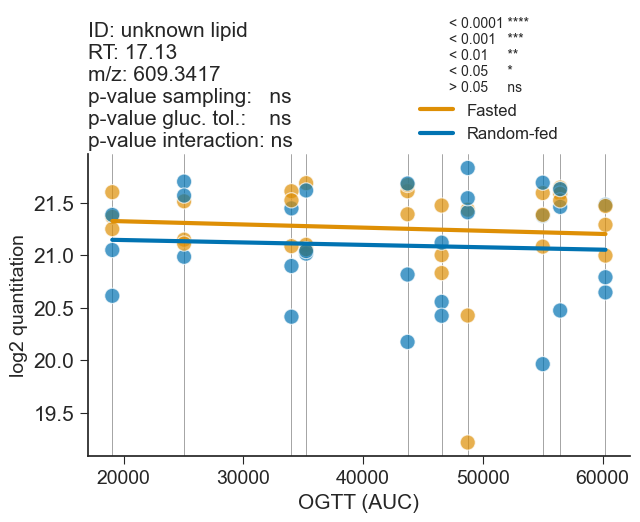 ID: unknown lipid
RT: 17.13
m/z: 609.3417
p-value sampling: ns
p-value gluc. tol.: ns
p-value interaction: ns
< 0.0001 ****
< 0.001 ***
< 0.01 **
< 0.05 *
> 0.05 ns
Fasted
Random-fed
log2 quantitation
21.5
21.0
20.5
20.0
19.5
20000 30000 40000 50000 60000
OGTT (AUC)